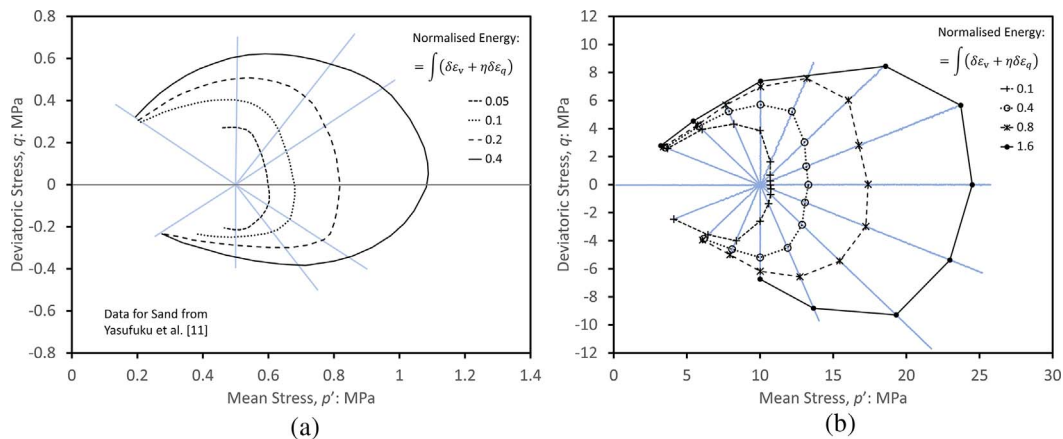 0.8
0.6
0.4
0.2
0
-0.2
-0.4
-0.6
-0.8
Deviatoric Stress, q: MPa
0 0.2 0.4 0.6 0.8 1 1.2 1.4
Mean Stress, p': MPa
Normalised Energy:
= ∫(δεv + ηδεq)
0.05
0.1
0.2
0.4
Data for Sand from
Yasufuku et al. [11]
(a)
12
10
8
6
4
2
0
-2
-4
-6
-8
-10
-12
Deviatoric Stress, q: MPa
0 5 10 15 20 25 30
Mean Stress, p': MPa
Normalised Energy:
= ∫(δεv + ηδεq)
0.1
0.4
0.8
1.6
(b)